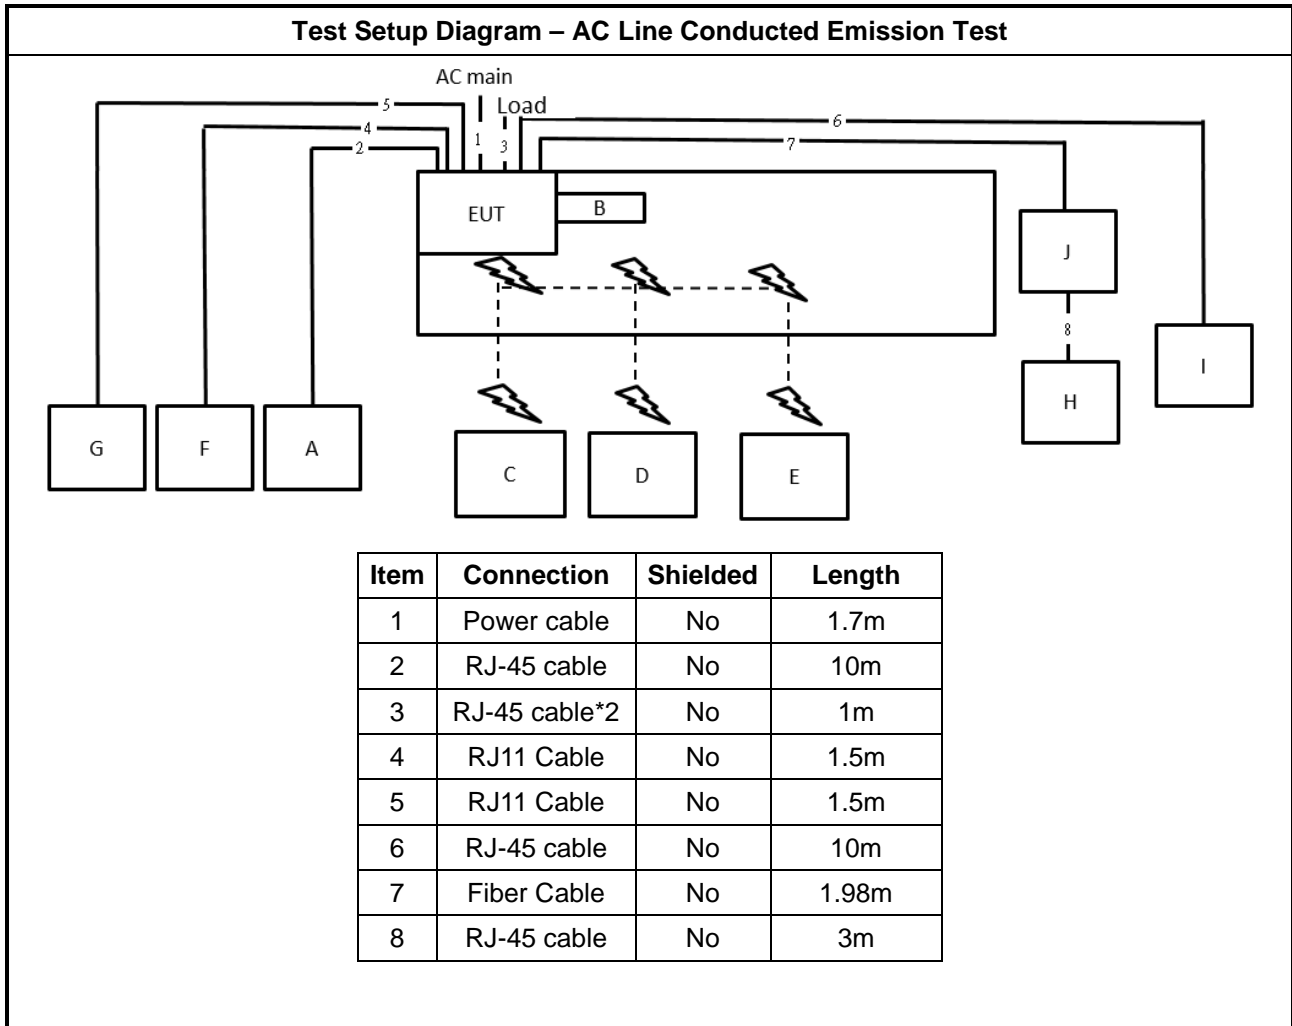 Test Setup Diagram – AC Line Conducted Emission Test
AC main
Load
5
4
2
1
3
6
7
EUT
B
J
8
I
H
G
F
A
C
D
E
Item Connection Shielded Length
1 Power cable No 1.7m
2 RJ-45 cable No 10m
3 RJ-45 cable*2 No 1m
4 RJ11 Cable No 1.5m
5 RJ11 Cable No 1.5m
6 RJ-45 cable No 10m
7 Fiber Cable No 1.98m
8 RJ-45 cable No 3m